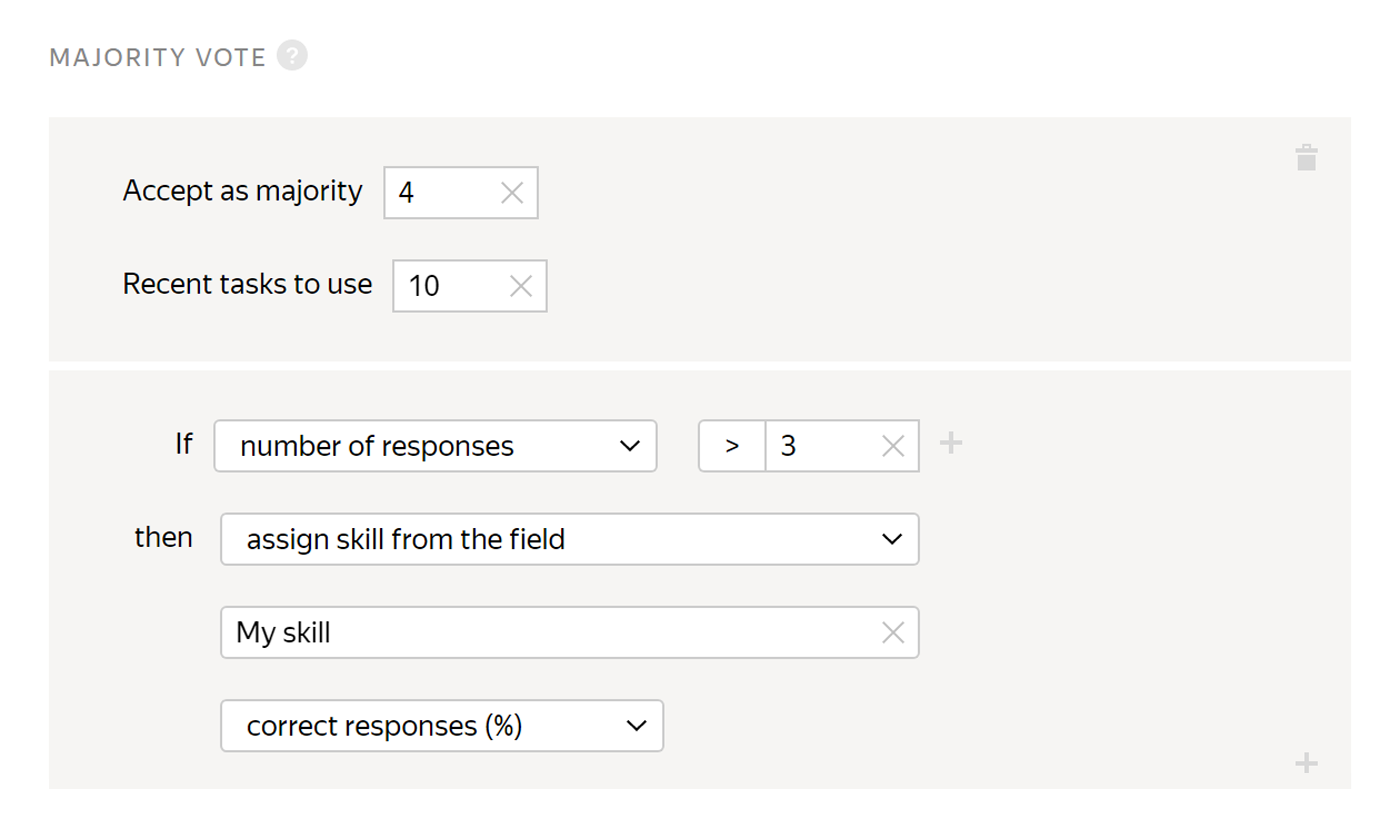 MAJORITY VOTE ?
Accept as majority 4
Recent tasks to use 10
If number of responses > 3
then assign skill from the field
My skill
correct responses (%)